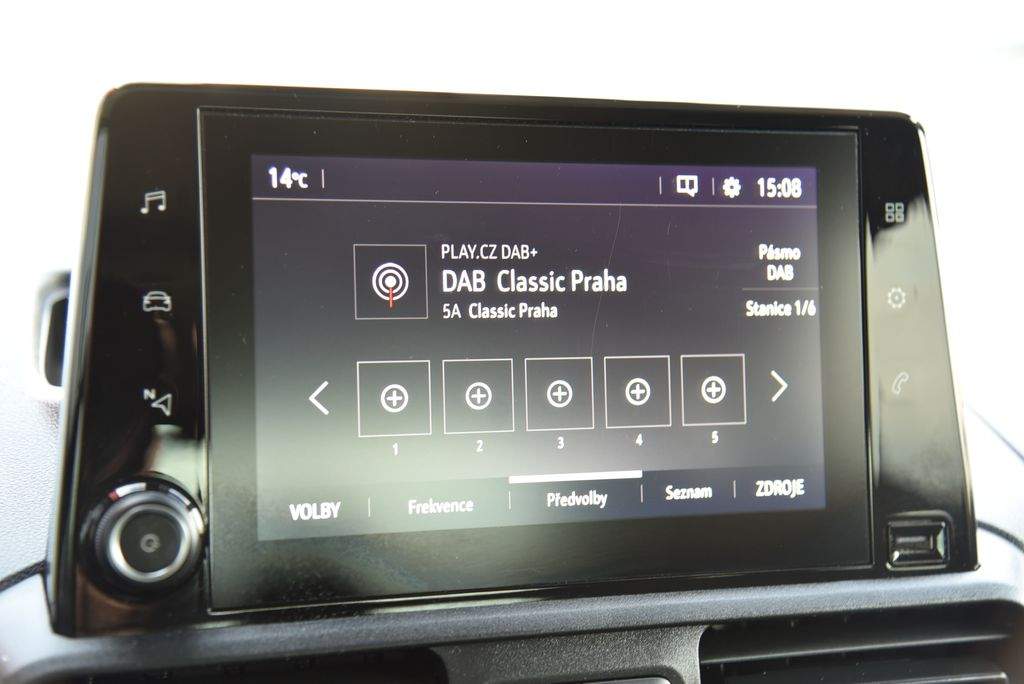 14°C
15:08
PLAY.CZ DAB+
DAB Classic Praha
5A Classic Praha
Pásmo
DAB
Stanice 1/6
1 2 3 4 5
VOLBY Frekvence Předvolby Seznam ZDROJE
N